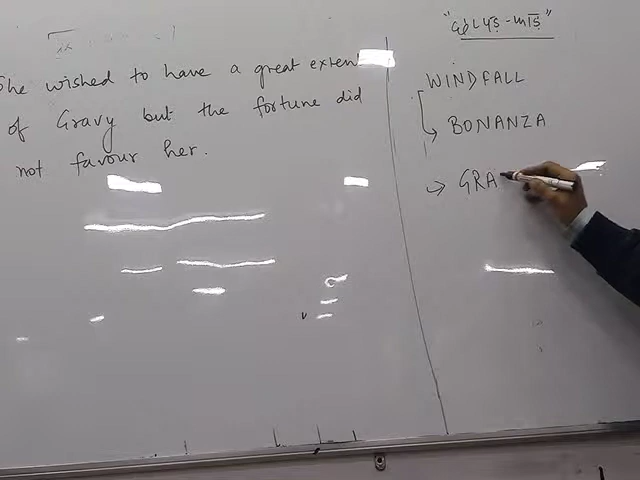 She wished to have a great extent
of Gravy but the fortune did
not favour her.
WINDFALL
BONANZA
GRA